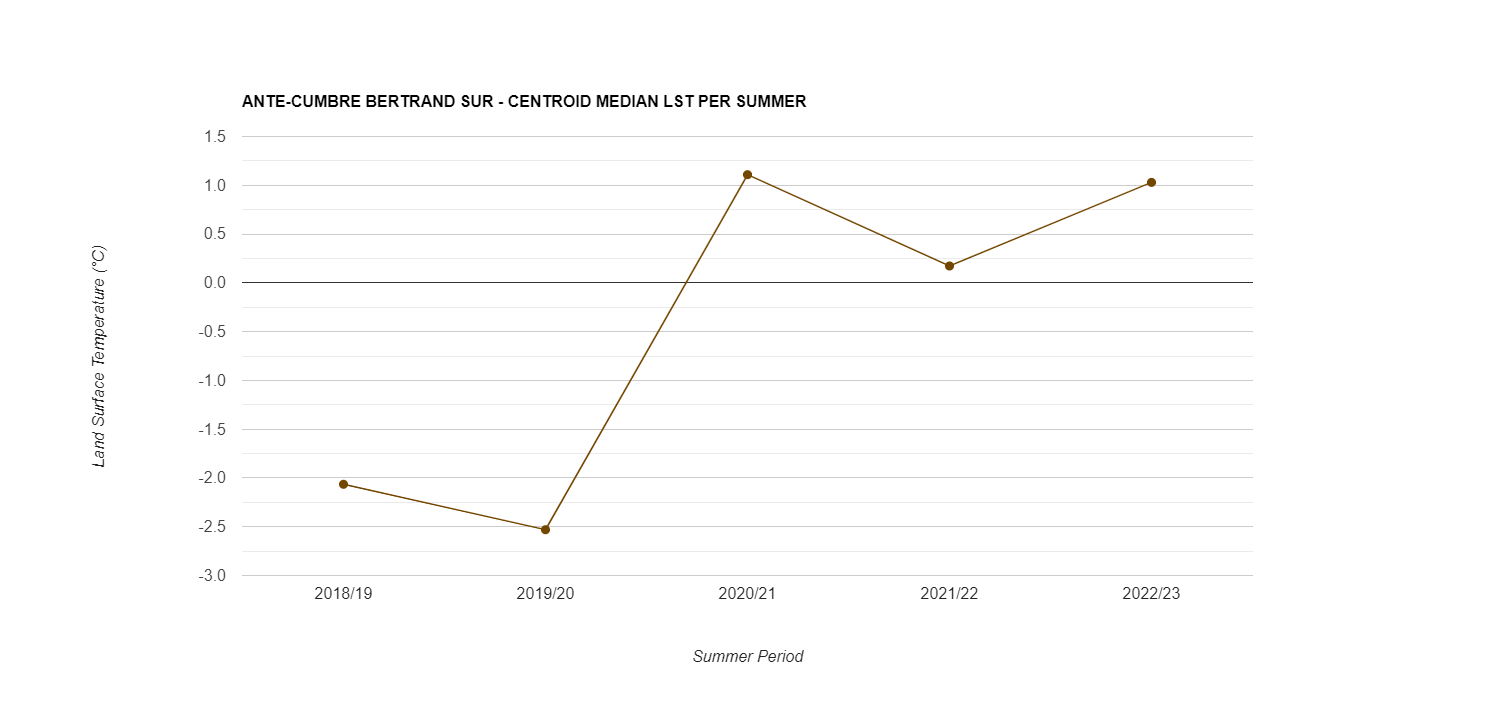 ANTE-CUMBRE BERTRAND SUR - CENTROID MEDIAN LST PER SUMMER
1.5
1.0
0.5
0.0
-0.5
-1.0
-1.5
-2.0
-2.5
-3.0
Land Surface Temperature (°C)
2018/19 2019/20 2020/21 2021/22 2022/23
Summer Period